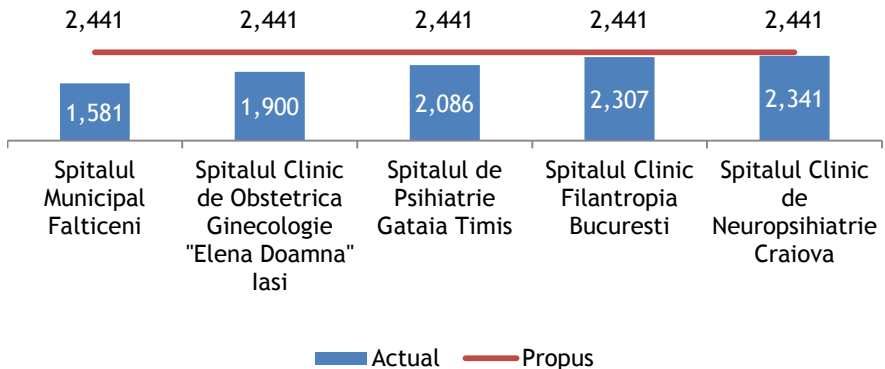 2,441 2,441 2,441 2,441 2,441
1,581 1,900 2,086 2,307 2,341
Spitalul
Municipal
Falticeni
Spitalul Clinic
de Obstetrica
Ginecologie
"Elena Doamna"
Iasi
Spitalul de
Psihiatrie
Gataia Timis
Spitalul Clinic
Filantropia
Bucuresti
Spitalul Clinic
de
Neuropsihiatrie
Craiova
Actual Propus